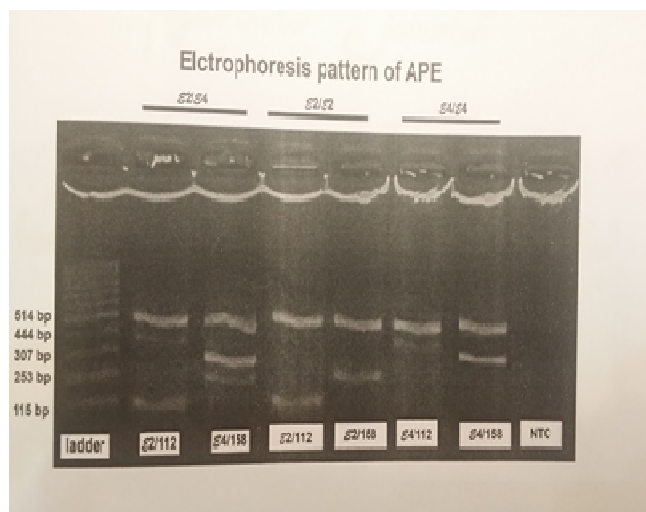 Elctrophoresis pattern of APE
ε2/ε4 ε2/ε2 ε4/ε4
514 bp
444 bp
307 bp
253 bp
115 bp
ladder ε2/112 ε4/158 ε2/112 ε2/158 ε4/112 ε4/158 NTC